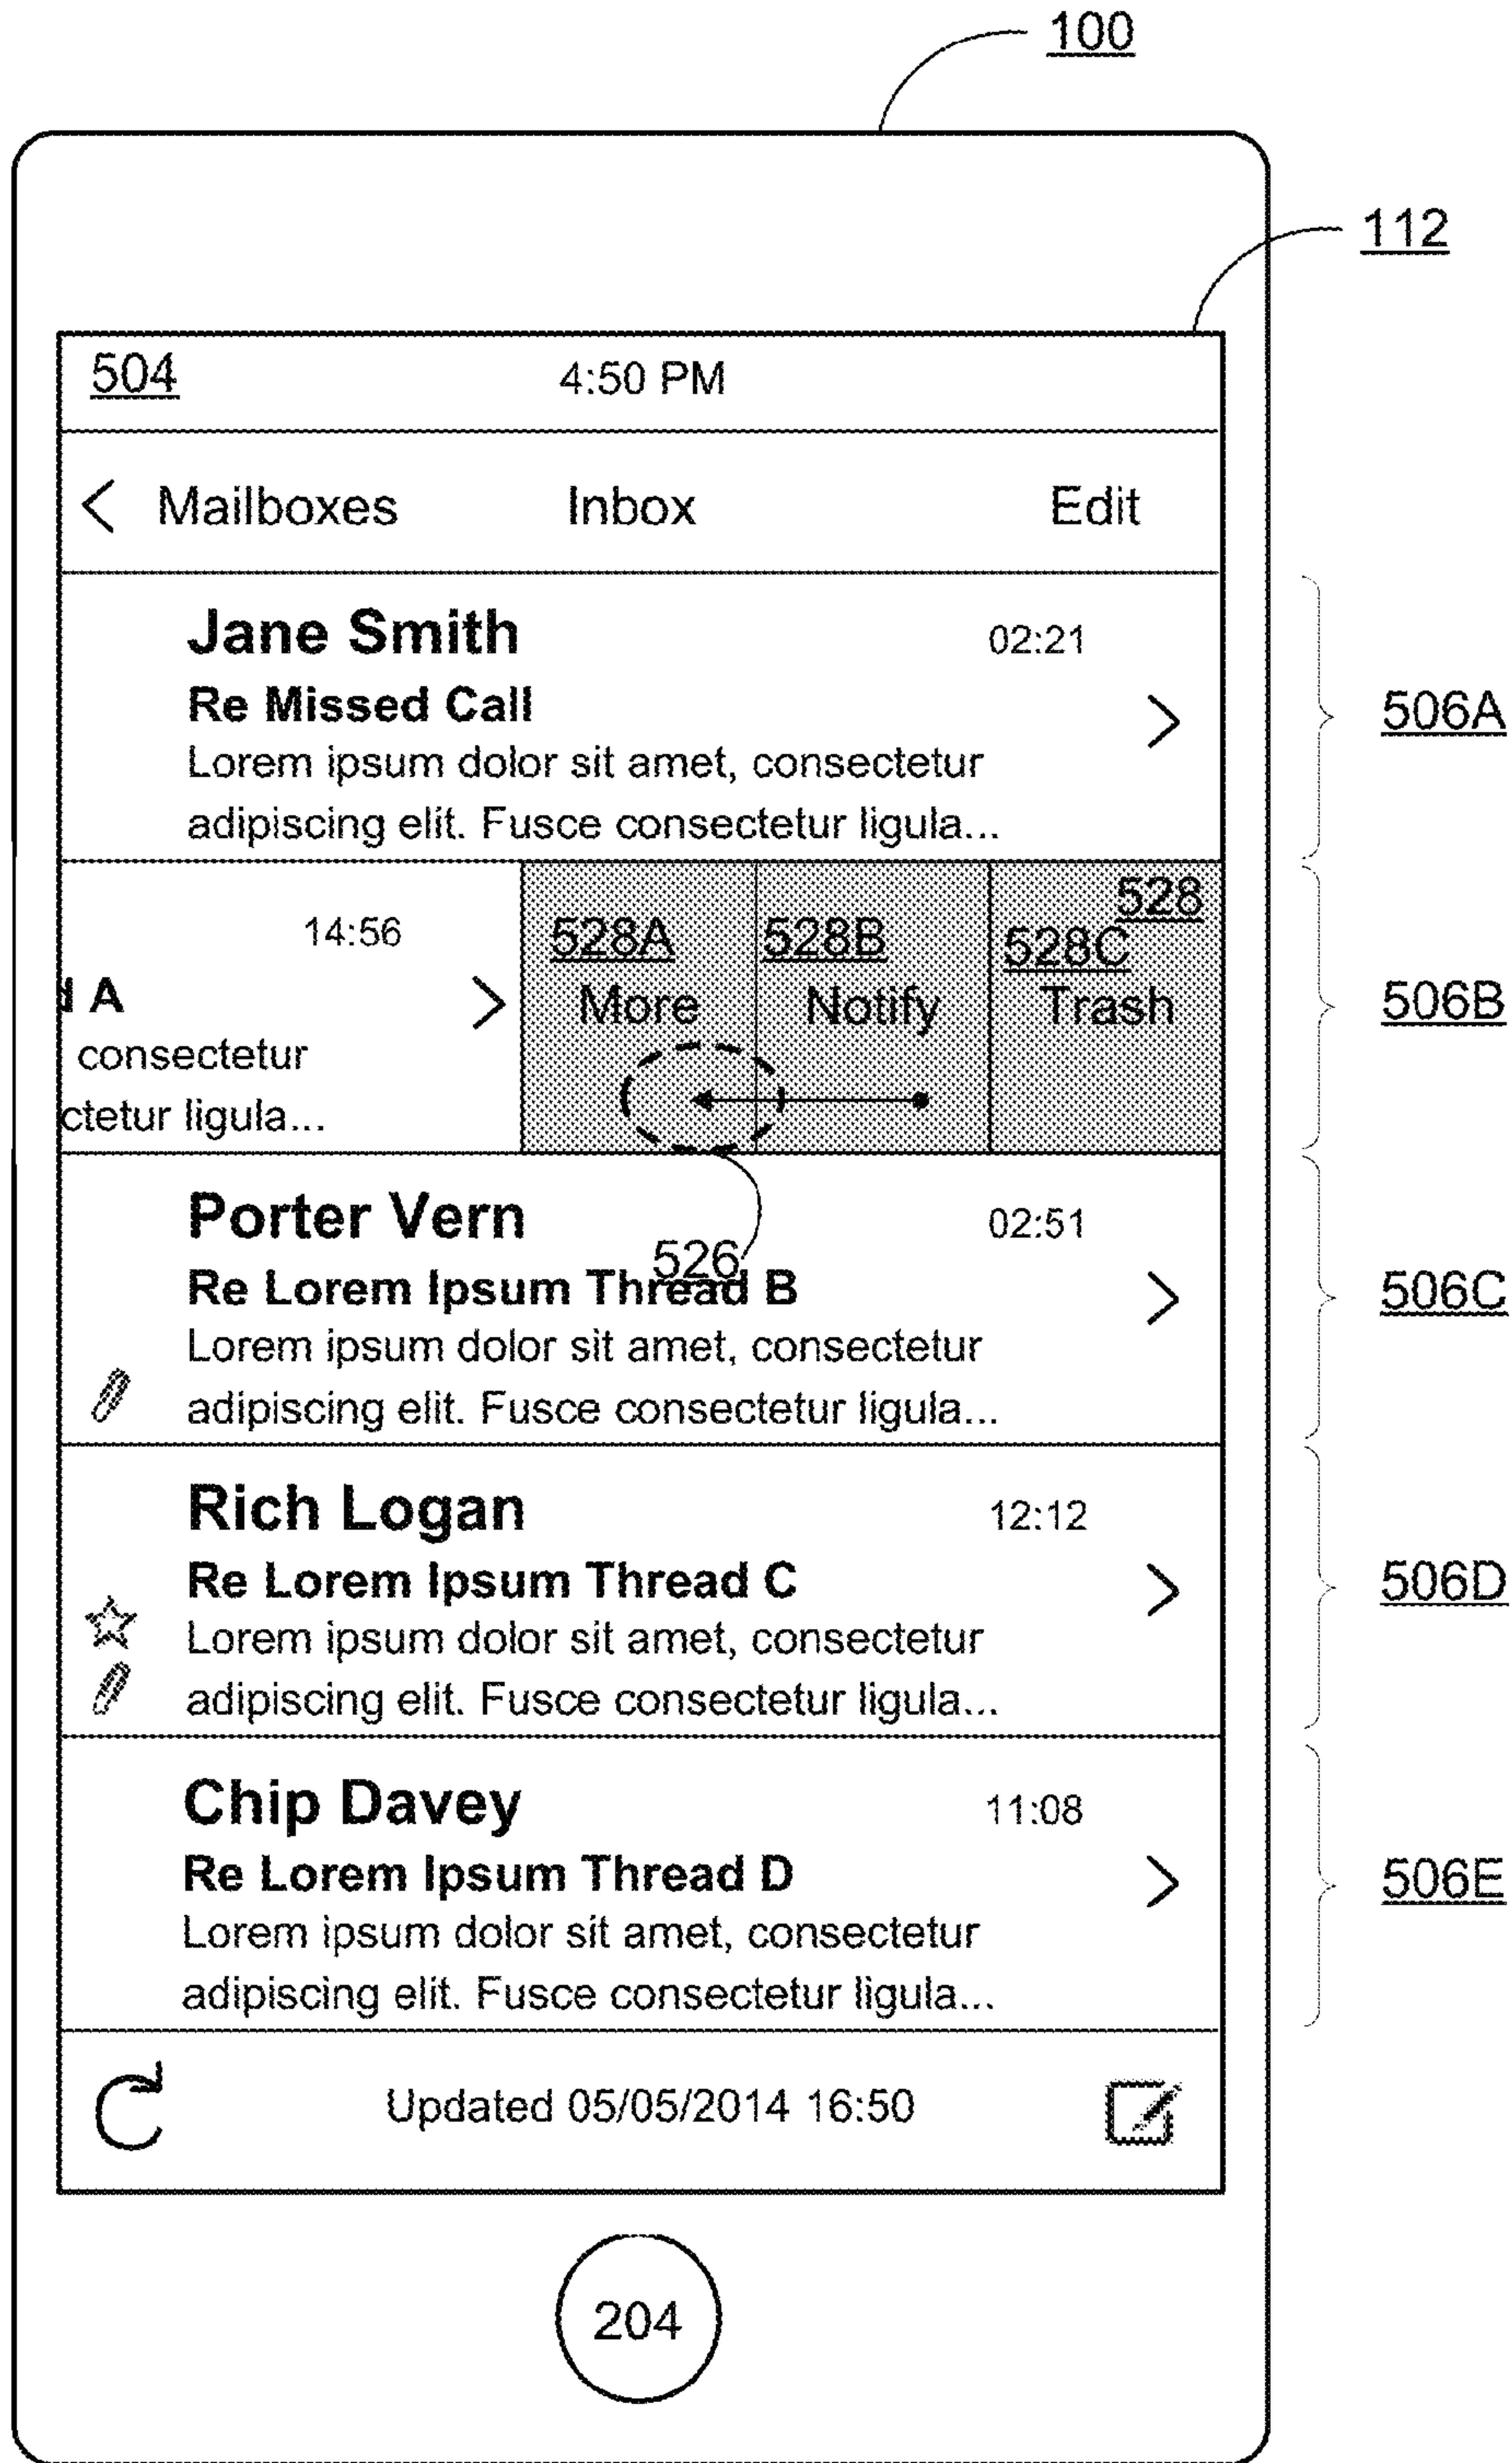 100
112
504 4:50 PM
< Mailboxes Inbox Edit
Jane Smith 02:21
Re Missed Call
506A
Lorem ipsum dolor sit amet, consectetur
adipiscing elit. Fusce consectetur ligula...
528
14:56 528A 528B 528C
A More Notify Trash 506B
consectetur
ctetur ligula...
Porter Vern 02:51
526
Re Lorem Ipsum Thread B 506C
Lorem ipsum dolor sit amet, consectetur
adipiscing elit. Fusce consectetur ligula...
Rich Logan 12:12
Re Lorem Ipsum Thread C 506D
Lorem ipsum dolor sit amet, consectetur
adipiscing elit. Fusce consectetur ligula...
Chip Davey 11:08
Re Lorem Ipsum Thread D 506E
Lorem ipsum dolor sit amet, consectetur
adipiscing elit. Fusce consectetur ligula...
Updated 05/05/2014 16:50
204